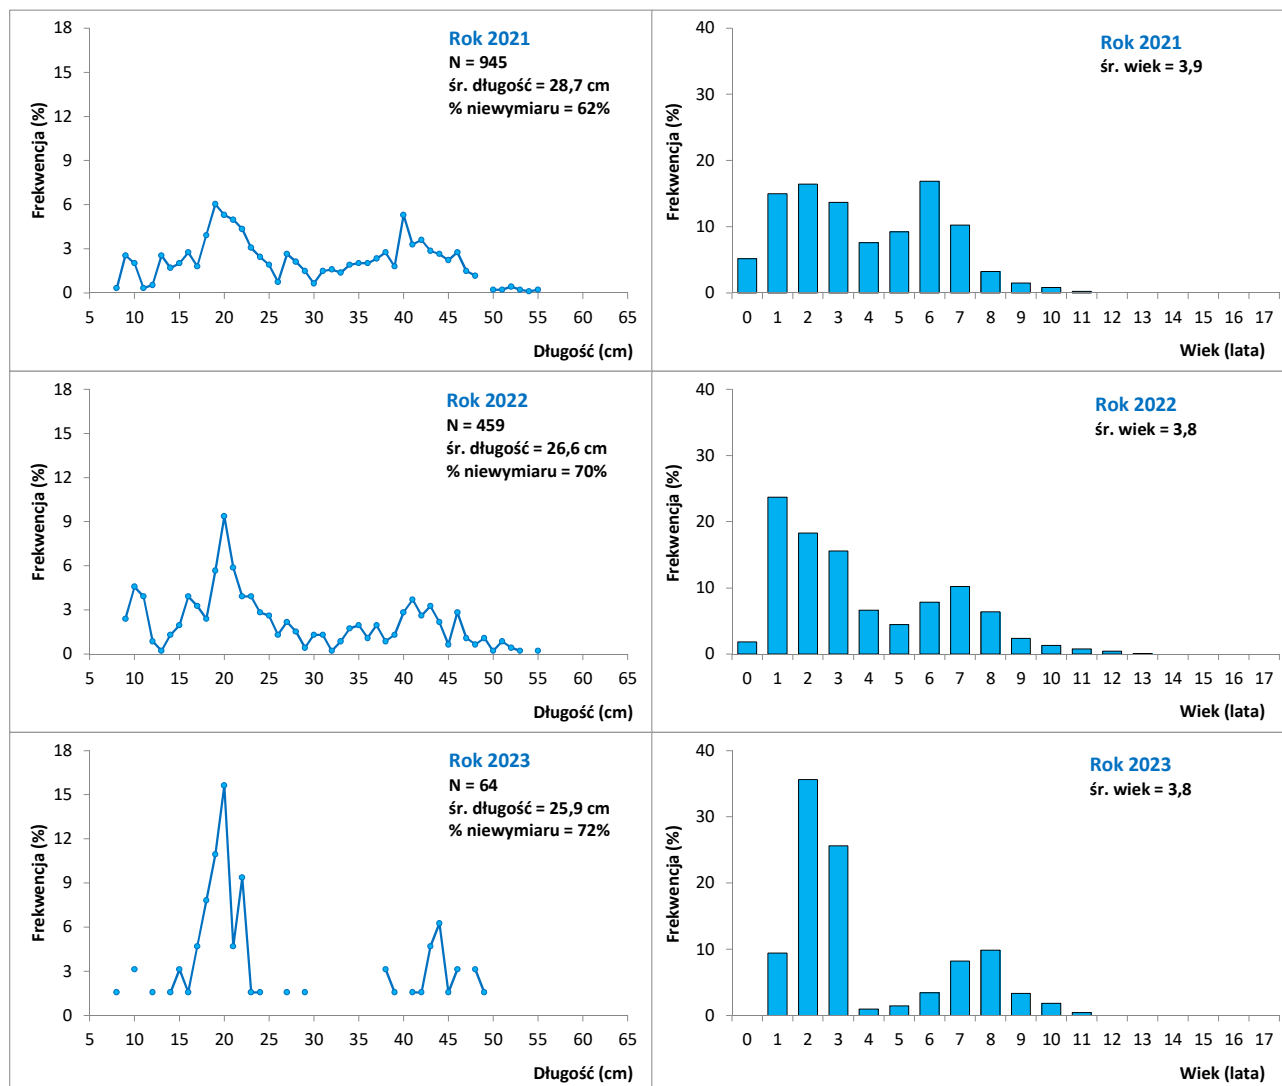 Rok 2021
N = 945
śr. długość = 28,7 cm
% niewymiaru = 62%
Frekwencja (%)
18
15
12
9
6
3
0
5 10 15 20 25 30 35 40 45 50 55 60 65
Długość (cm)
Rok 2021
śr. wiek = 3,9
Frekwencja (%)
40
30
20
10
0
0 1 2 3 4 5 6 7 8 9 10 11 12 13 14 15 16 17
Wiek (lata)
Rok 2022
N = 459
śr. długość = 26,6 cm
% niewymiaru = 70%
Frekwencja (%)
18
15
12
9
6
3
0
5 10 15 20 25 30 35 40 45 50 55 60 65
Długość (cm)
Rok 2022
śr. wiek = 3,8
Frekwencja (%)
40
30
20
10
0
0 1 2 3 4 5 6 7 8 9 10 11 12 13 14 15 16 17
Wiek (lata)
Rok 2023
N = 64
śr. długość = 25,9 cm
% niewymiaru = 72%
Frekwencja (%)
18
15
12
9
6
3
0
5 10 15 20 25 30 35 40 45 50 55 60 65
Długość (cm)
Rok 2023
śr. wiek = 3,8
Frekwencja (%)
40
30
20
10
0
0 1 2 3 4 5 6 7 8 9 10 11 12 13 14 15 16 17
Wiek (lata)